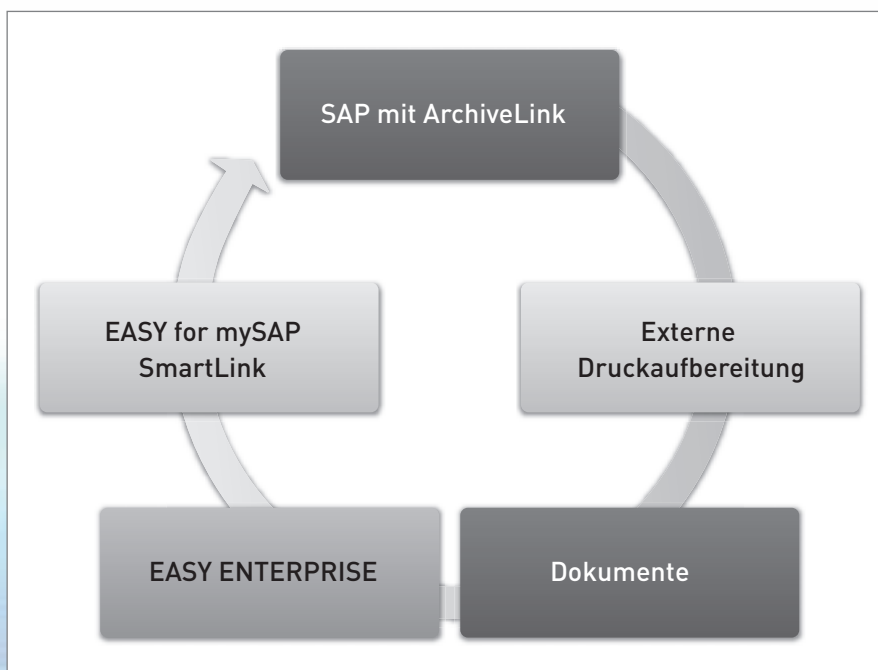 SAP mit ArchiveLink
EASY for mySAP
SmartLink
Externe
Druckaufbereitung
EASY ENTERPRISE
Dokumente